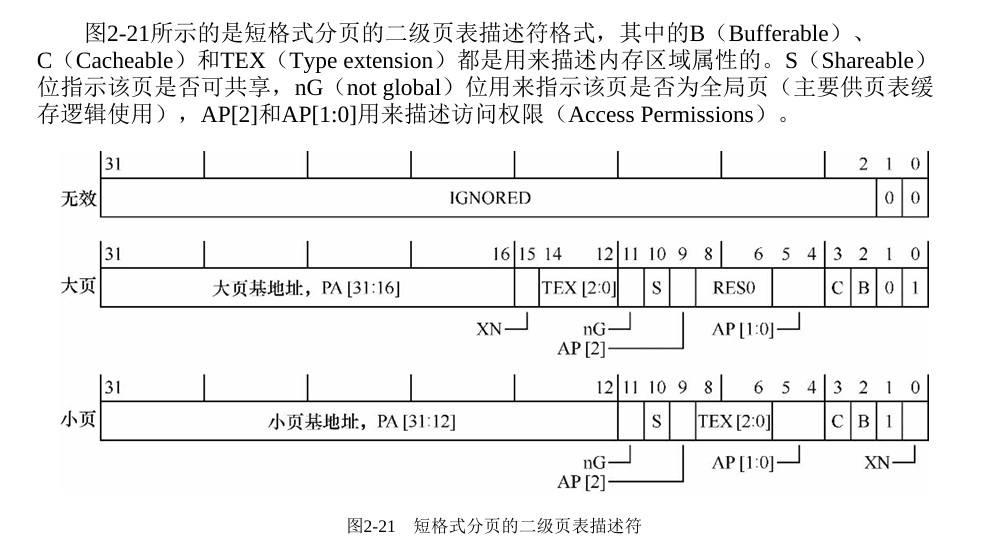 图2-21所示的是短格式分页的二级页表描述符格式，其中的B（Bufferable）、
C（Cacheable）和TEX（Type extension）都是用来描述内存区域属性的。S（Shareable）
位指示该页是否可共享，nG（not global）位用来指示该页是否为全局页（主要供页表缓
存逻辑使用），AP[2]和AP[1:0]用来描述访问权限（Access Permissions）。
31 2 1 0
无效 IGNORED 0 0
31 16 15 14 12 11 10 9 8 6 5 4 3 2 1 0
大页 大页基地址，PA [31:16] TEX [2:0] S RES0 C B 0 1
XN nG AP [1:0]
AP [2]
31 12 11 10 9 8 6 5 4 3 2 1 0
小页 小页基地址，PA [31:12] S TEX [2:0] C B 1
nG AP [1:0] XN
AP [2]
图2-21 短格式分页的二级页表描述符